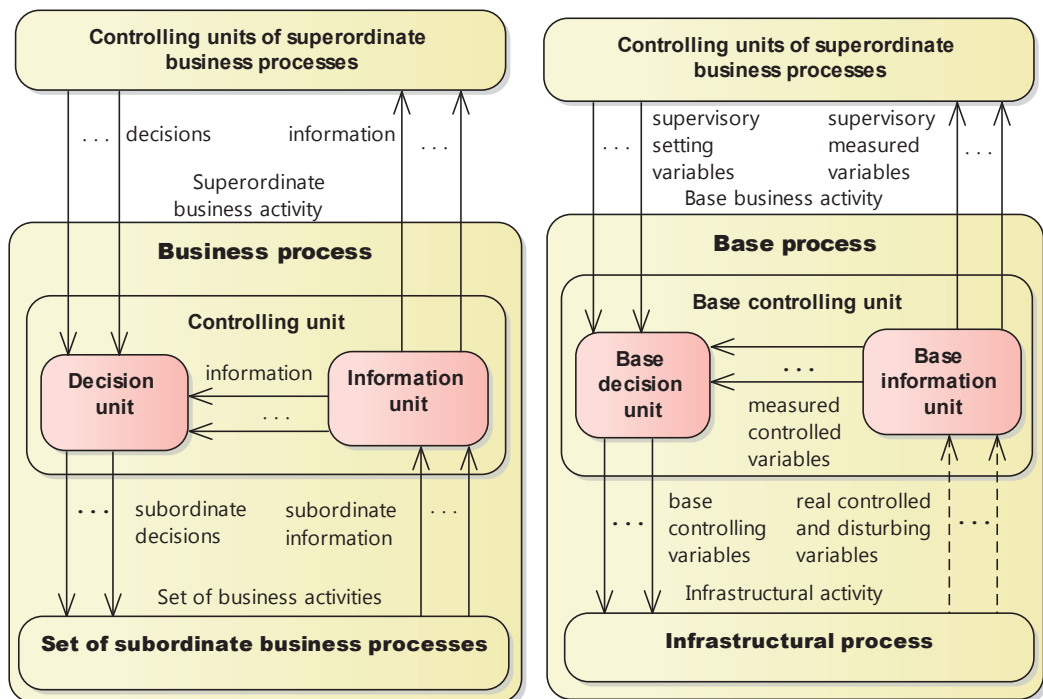 Controlling units of superordinate
business processes
. . . decisions
information
. . .
Superordinate
business activity
Business process
Controlling unit
Decision
unit
information
. . .
Information
unit
. . .
subordinate
decisions
subordinate
information
. . .
Set of business activities
Set of subordinate business processes
Controlling units of superordinate
business processes
. . .
supervisory
setting
variables
supervisory
measured
variables
. . .
Base business activity
Base process
Base controlling unit
Base
decision
unit
. . .
measured
controlled
variables
Base
information
unit
. . .
base
controlling
variables
real controlled
and disturbing
variables
. . .
Infrastructural activity
Infrastructural process